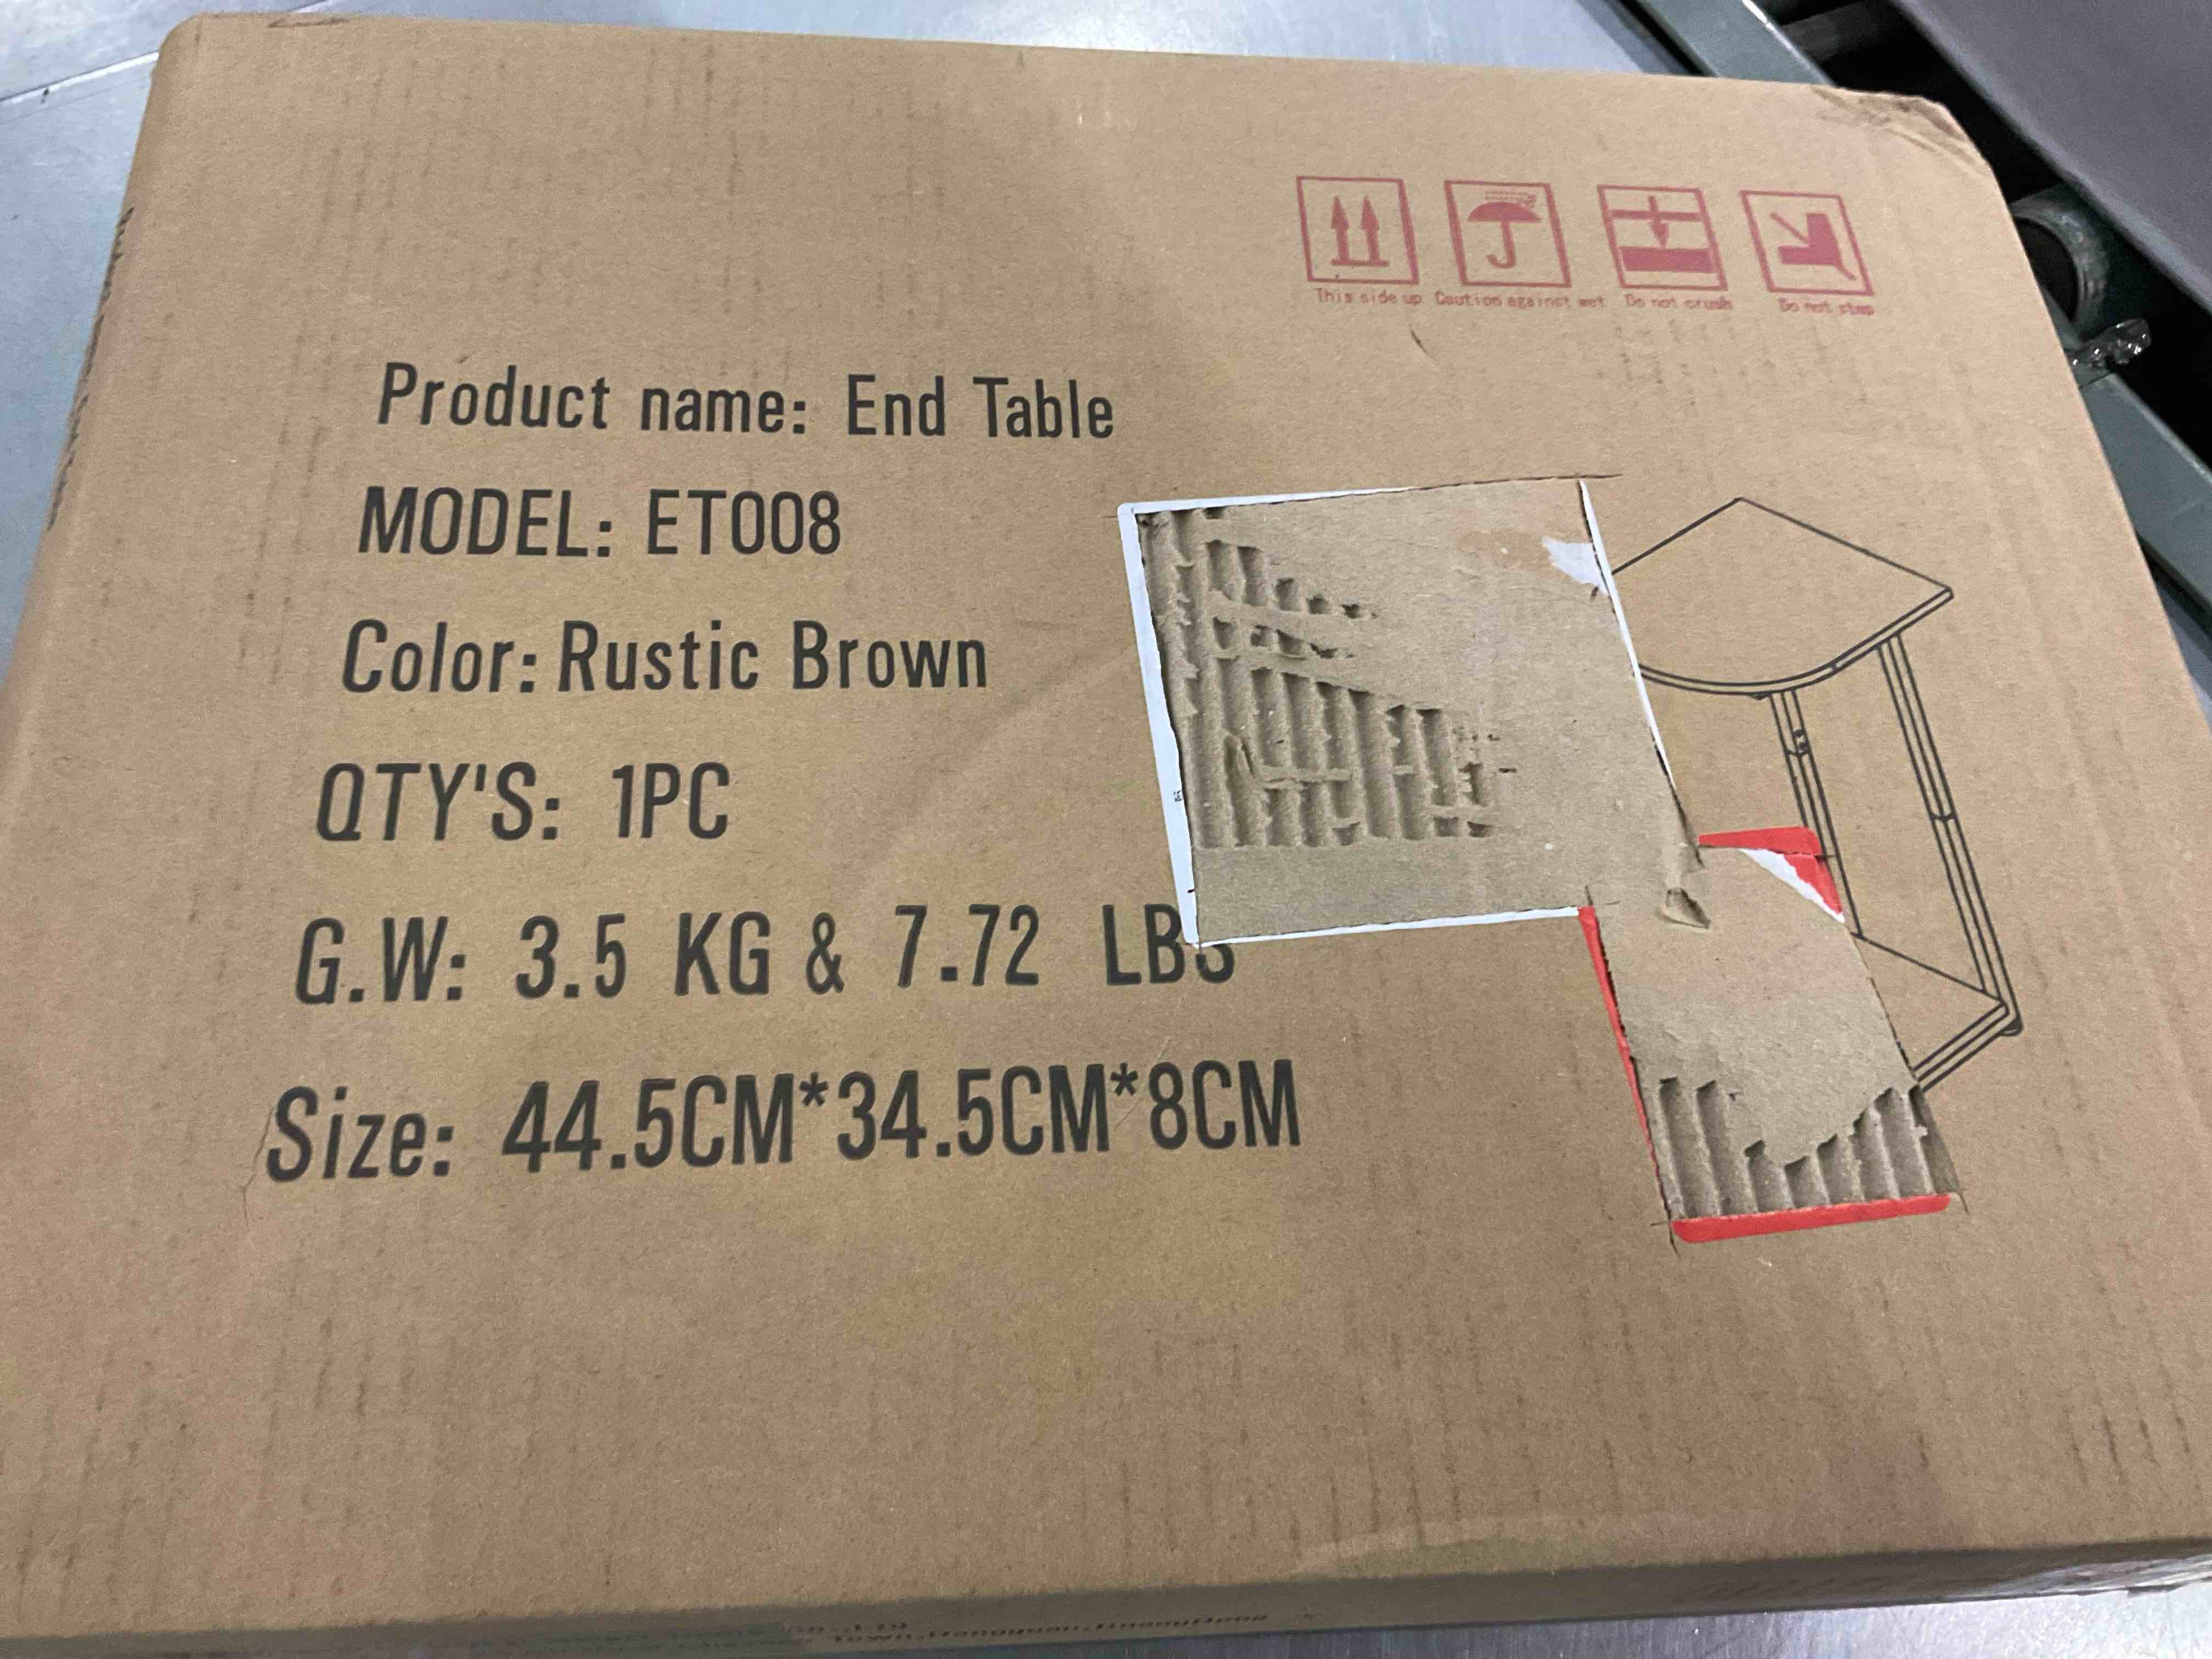 This side up Caution against wet Do not crush Do not step
Product name: End Table
MODEL: ET008
Color: Rustic Brown
QTY'S: 1PC
G.W: 3.5 KG & 7.72 LBS
Size: 44.5CM*34.5CM*8CM